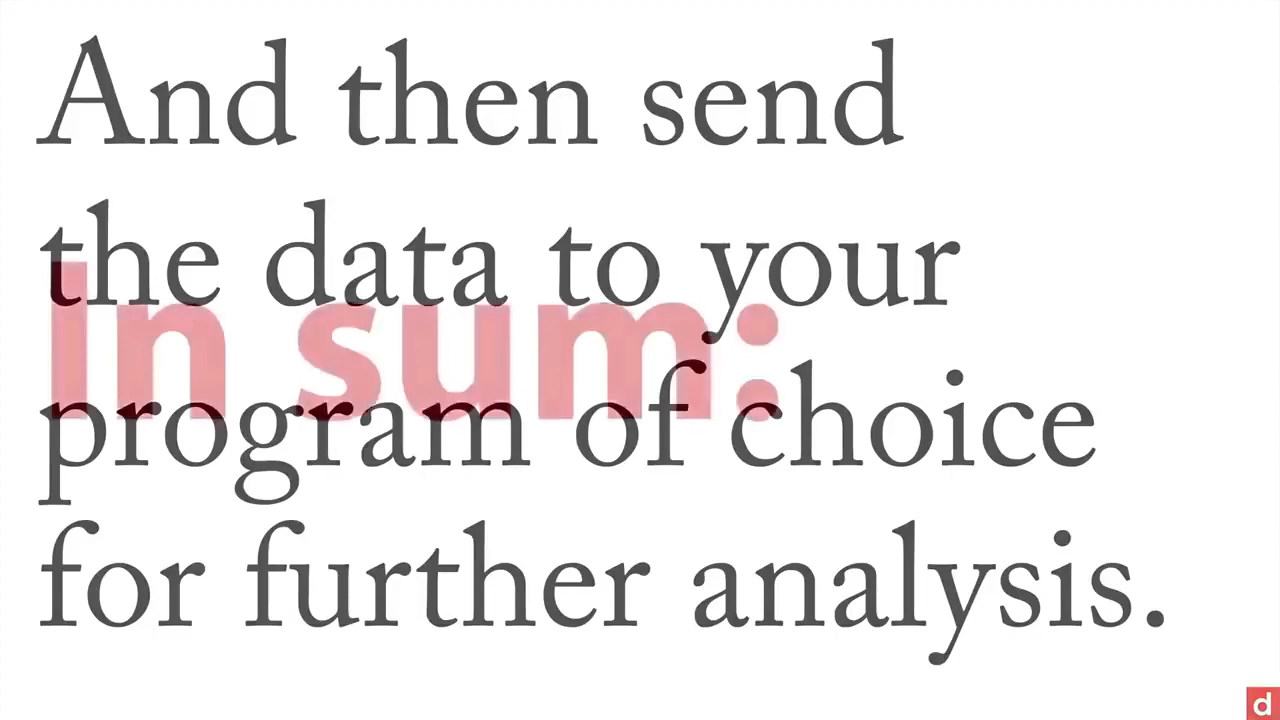 And then send
the data to your
In sum:
program of choice
for further analysis.
d